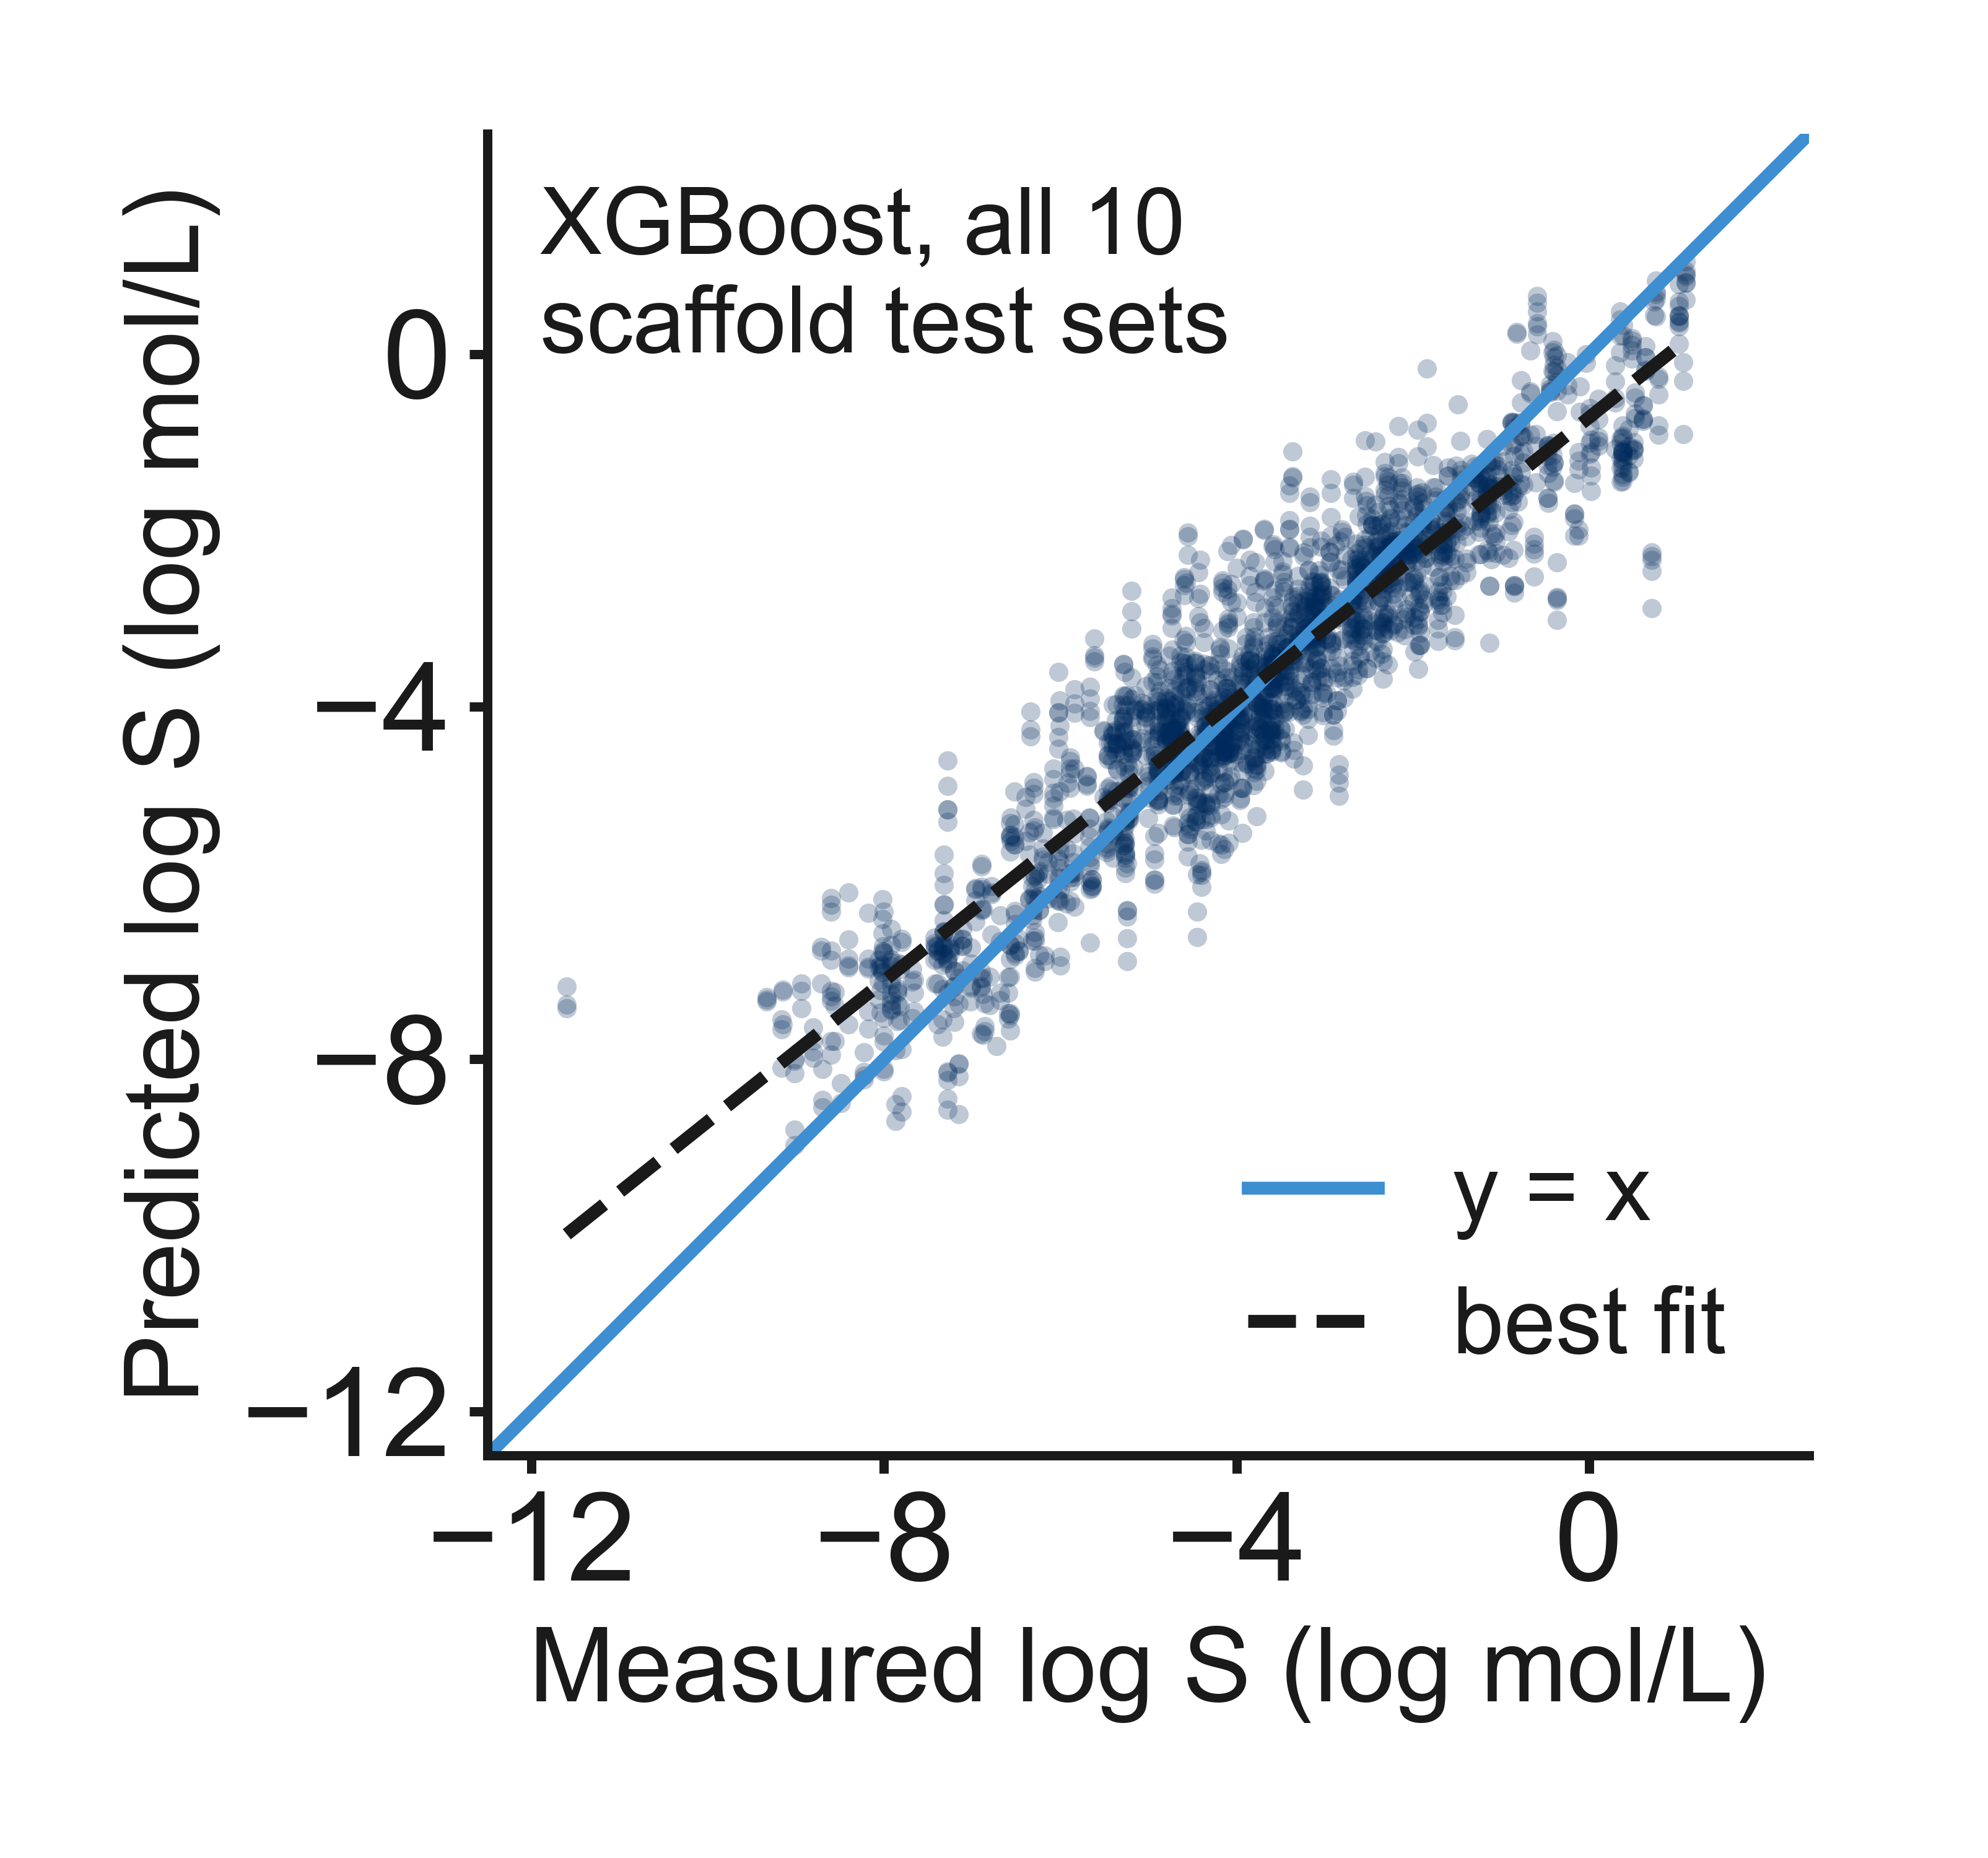 XGBoost, all 10
scaffold test sets
Predicted log S (log mol/L)
0
−4
−8
−12
y = x
best fit
−12 −8 −4 0
Measured log S (log mol/L)